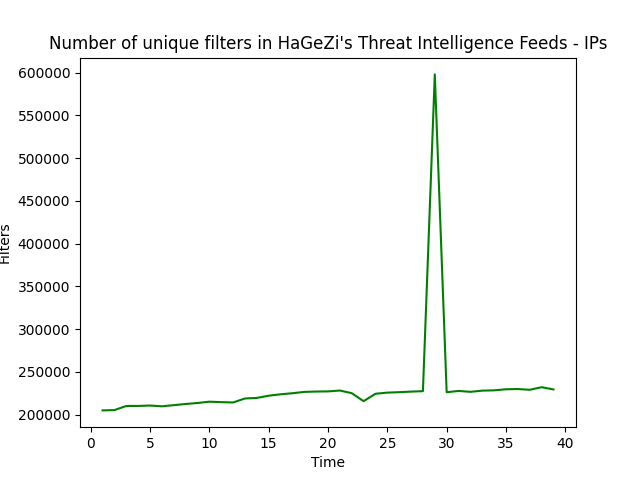 Number of unique filters in HaGeZi's Threat Intelligence Feeds - IPs
600000
550000
500000
450000
400000
350000
300000
250000
200000
Filters
0 5 10 15 20 25 30 35 40
Time